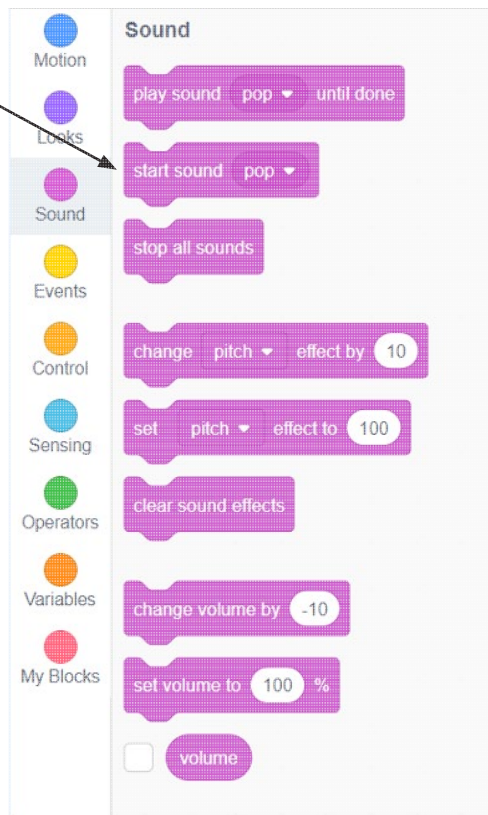 Sound
Motion
Looks
Sound
Events
Control
Sensing
Operators
Variables
My Blocks
play sound pop until done
start sound pop
stop all sounds
change pitch effect by 10
set pitch effect to 100
clear sound effects
change volume by -10
set volume to 100 %
volume